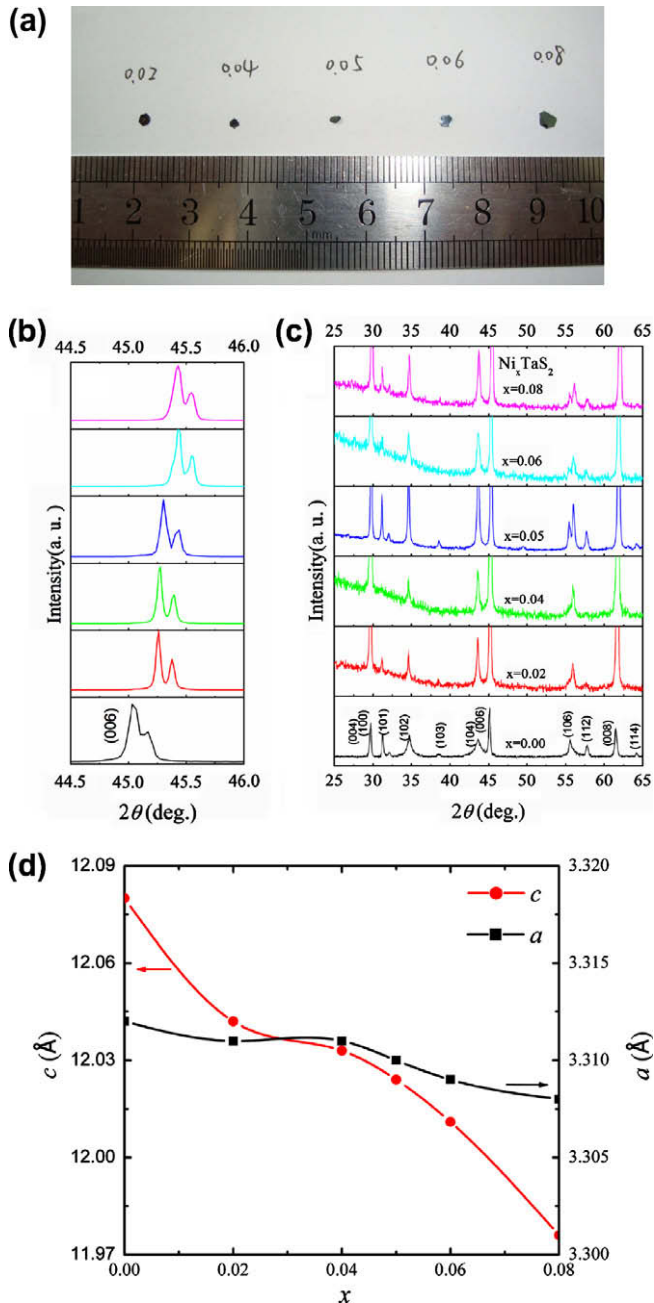 (a)
0.02 0.04 0.05 0.06 0.08
1 2 3 4 5 6 7 8 9 10
mm
(b)
44.5 45.0 45.5 46.0
Intensity(a. u.)
(006)
44.5 45.0 45.5 46.0
2θ(deg.)
(c)
25 30 35 40 45 50 55 60 65
Intensity(a. u.)
NiₓTaS₂
x=0.08
x=0.06
x=0.05
x=0.04
x=0.02
(004) (100) (101) (102) (103) (104) (006) (106) (112) (008) (114)
x=0.00
25 30 35 40 45 50 55 60 65
2θ(deg.)
(d)
12.09
12.06
12.03
12.00
11.97
c (Å)
c
a
3.320
3.315
3.310
3.305
3.300
a (Å)
0.00 0.02 0.04 0.06 0.08
x